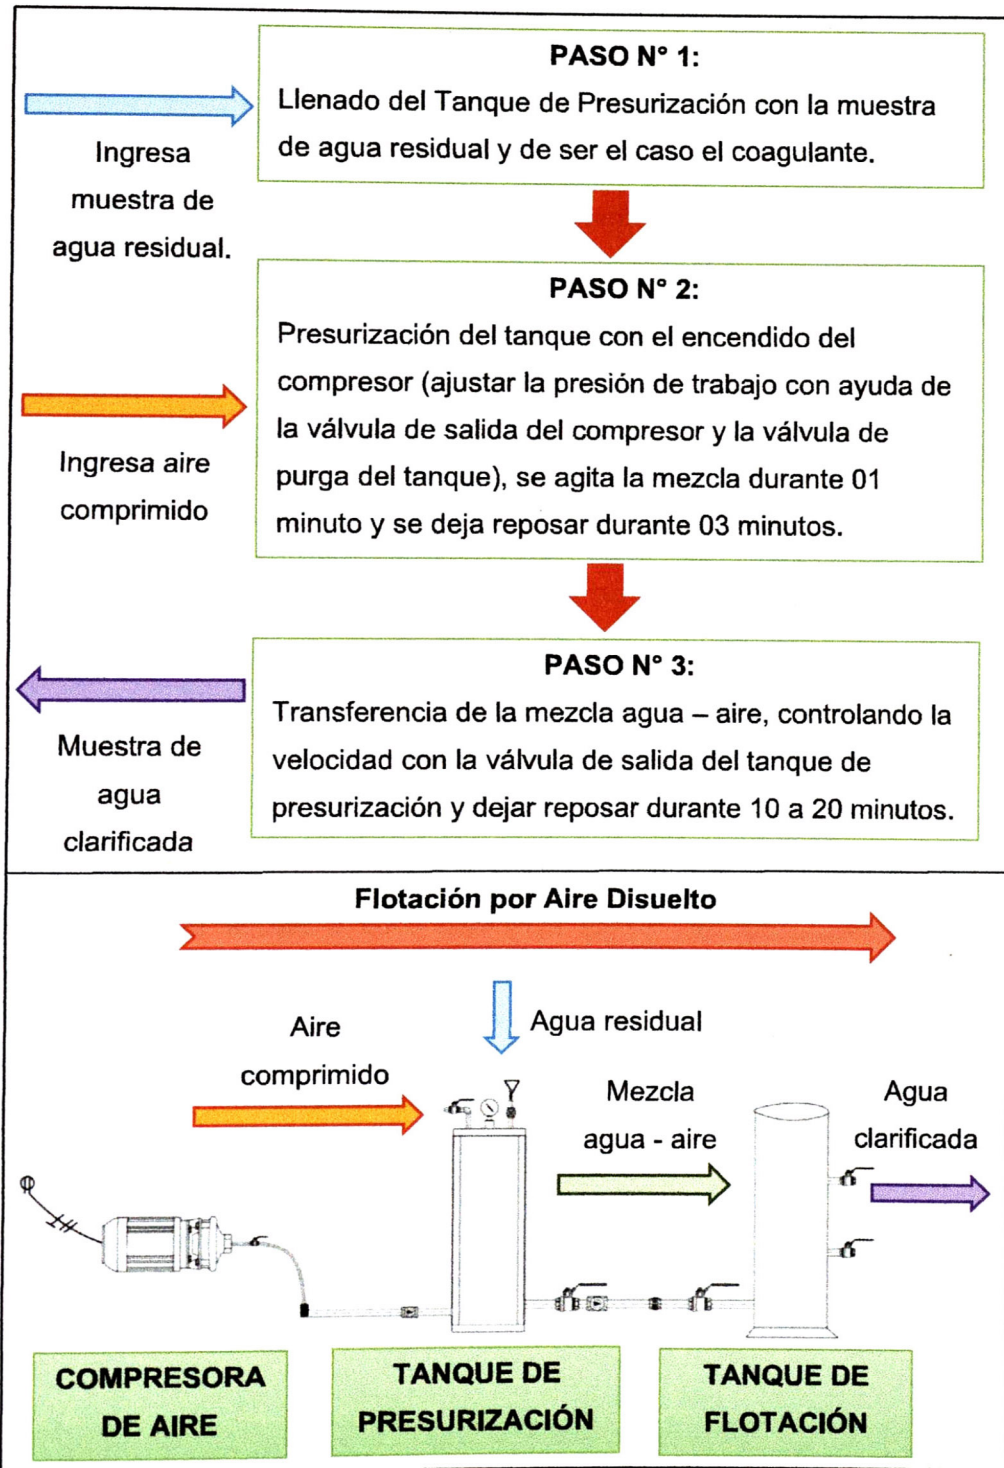 PASO N° 1:
Llenado del Tanque de Presurización con la muestra
de agua residual y de ser el caso el coagulante.
Ingresa
muestra de
agua residual.
PASO N° 2:
Presurización del tanque con el encendido del
compresor (ajustar la presión de trabajo con ayuda de
la válvula de salida del compresor y la válvula de
purga del tanque), se agita la mezcla durante 01
minuto y se deja reposar durante 03 minutos.
Ingresa aire
comprimido
PASO N° 3:
Transferencia de la mezcla agua – aire, controlando la
velocidad con la válvula de salida del tanque de
presurización y dejar reposar durante 10 a 20 minutos.
Muestra de
agua
clarificada
Flotación por Aire Disuelto
Aire
comprimido
Agua residual
Mezcla
agua - aire
Agua
clarificada
COMPRESORA
DE AIRE
TANQUE DE
PRESURIZACIÓN
TANQUE DE
FLOTACIÓN